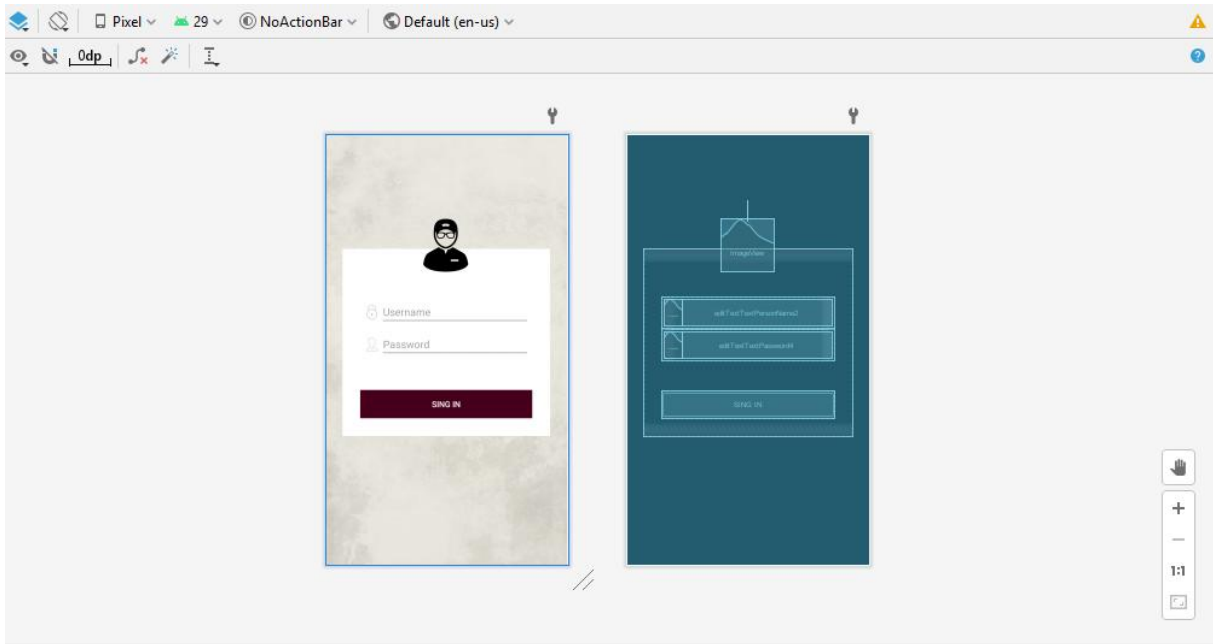 Pixel 29 NoActionBar Default (en-us)
0dp
Username
Password
SING IN
ImageView
editTextTextPersonName2
editTextTextPassword4
SING IN
1:1